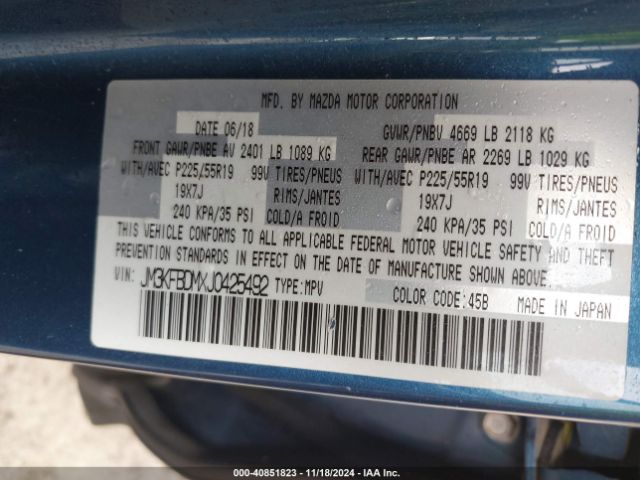 MFD. BY MAZDA MOTOR CORPORATION
DATE 06/18 GVWR/PNBV 4669 LB 2118 KG
FRONT GAWR/PNBE AV 2401 LB 1089 KG REAR GAWR/PNBE AR 2269 LB 1029 KG
WITH/AVEC P225/55R19 99V TIRES/PNEUS WITH/AVEC P225/55R19 99V TIRES/PNEUS
19X7J RIMS/JANTES 19X7J RIMS/JANTES
240 KPA/35 PSI COLD/A FROID 240 KPA/35 PSI COLD/A FROID
THIS VEHICLE CONFORMS TO ALL APPLICABLE FEDERAL MOTOR VEHICLE SAFETY AND THEFT
PREVENTION STANDARDS IN EFFECT ON THE DATE OF MANUFACTURE SHOWN ABOVE.
VIN: JM3KFBDMXJ0425492 TYPE:MPV COLOR CODE:45B MADE IN JAPAN
000-40851823 - 11/18/2024 - IAA Inc.